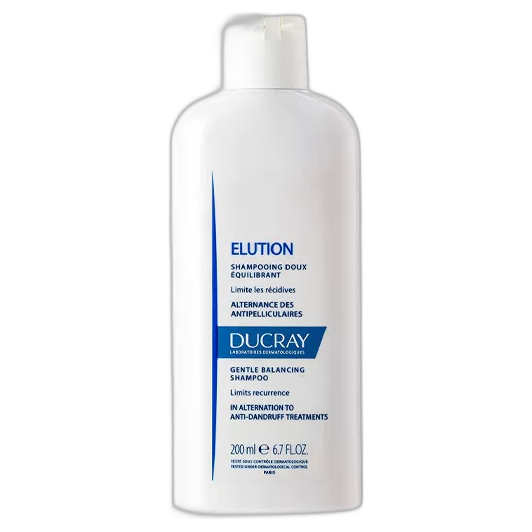 ELUTION
SHAMPOOING DOUX
ÉQUILIBRANT
Limite les récidives
ALTERNANCE DES
ANTIPELLICULAIRES
DUCRAY
LABORATOIRES DERMATOLOGIQUES
GENTLE BALANCING
SHAMPOO
Limits recurrence
IN ALTERNATION TO
ANTI-DANDRUFF TREATMENTS
200 ml ℮ 6.7 FL.OZ.
TESTÉ SOUS CONTRÔLE DERMATOLOGIQUE
TESTED UNDER DERMATOLOGICAL CONTROL
PARIS